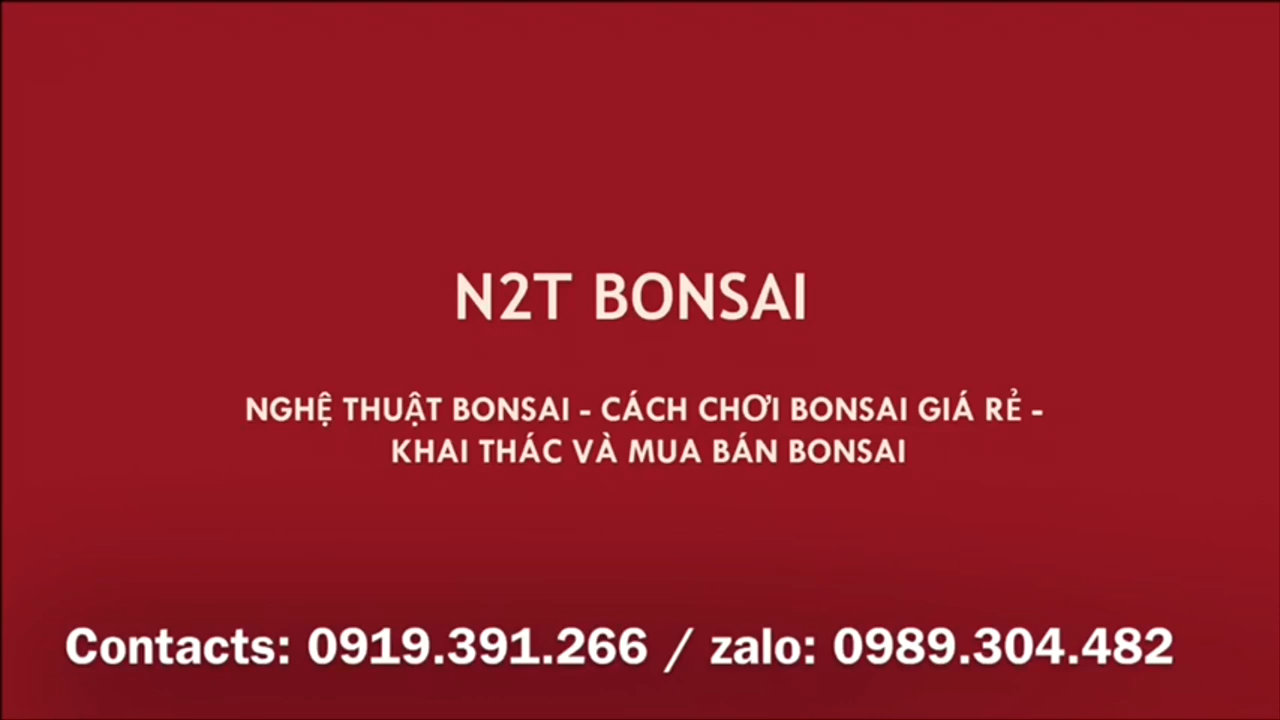 N2T BONSAI
NGHỆ THUẬT BONSAI - CÁCH CHƠI BONSAI GIÁ RẺ -
KHAI THÁC VÀ MUA BÁN BONSAI
Contacts: 0919.391.266 / zalo: 0989.304.482